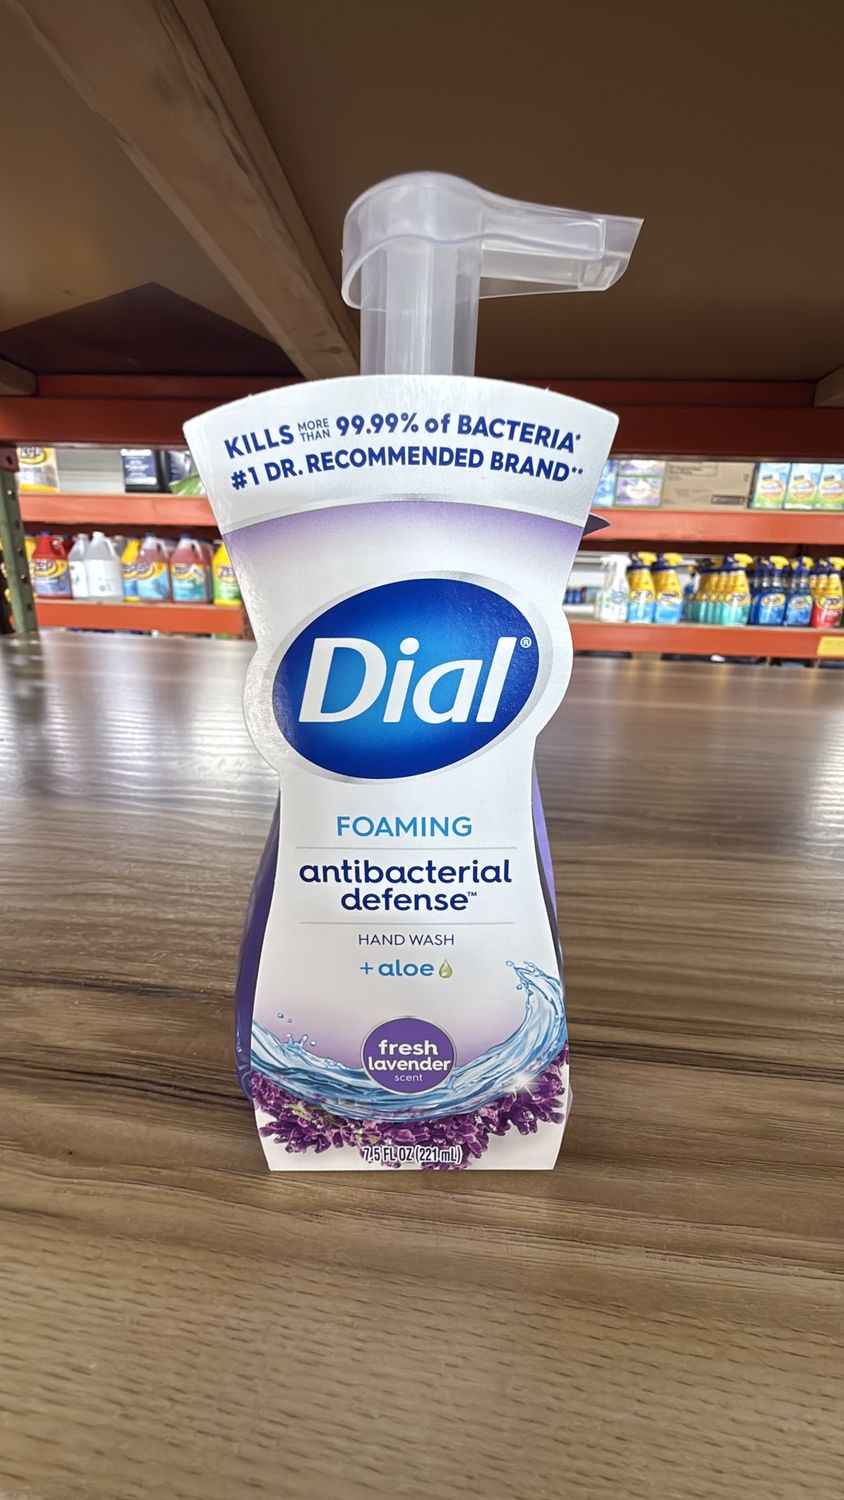 KILLS MORE THAN 99.99% of BACTERIA*
#1 DR. RECOMMENDED BRAND**
Dial®
FOAMING
antibacterial
defense™
HAND WASH
+ aloe
fresh
lavender
scent
7.5 FL OZ (221 mL)